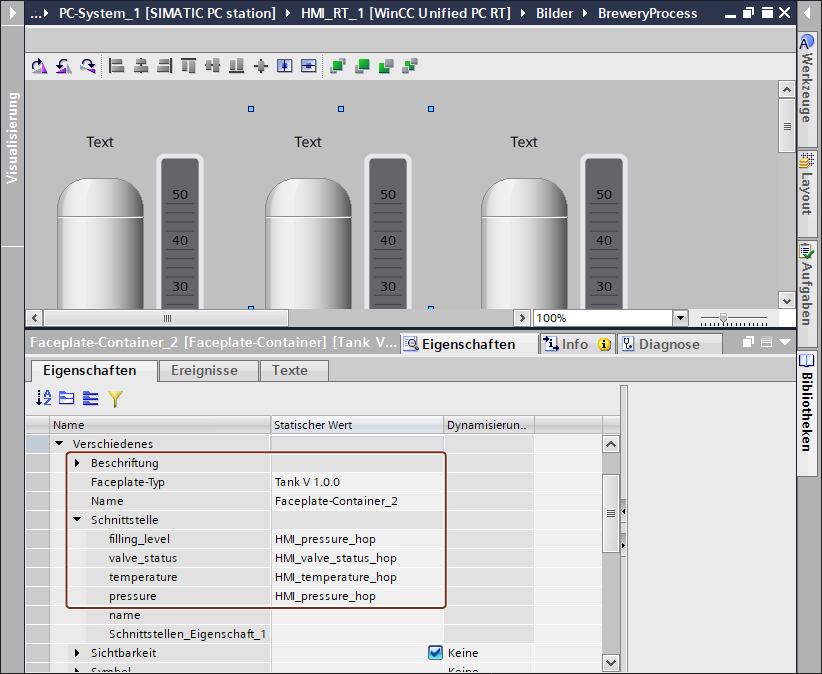 ... PC-System_1 [SIMATIC PC station] HMI_RT_1 [WinCC Unified PC RT] Bilder BreweryProcess
Visualisierung
Werkzeuge
Layout
Aufgaben
Bibliotheken
Text Text Text
50 50 50
40 40 40
30 30 30
100%
Faceplate-Container_2 [Faceplate-Container] [Tank V...
Eigenschaften Info Diagnose
Eigenschaften Ereignisse Texte
Name Statischer Wert Dynamisierun..
Verschiedenes
Beschriftung
Faceplate-Typ Tank V 1.0.0
Name Faceplate-Container_2
Schnittstelle
filling_level HMI_pressure_hop
valve_status HMI_valve_status_hop
temperature HMI_temperature_hop
pressure HMI_pressure_hop
name
Schnittstellen_Eigenschaft_1
Sichtbarkeit Keine
Symbol Keine